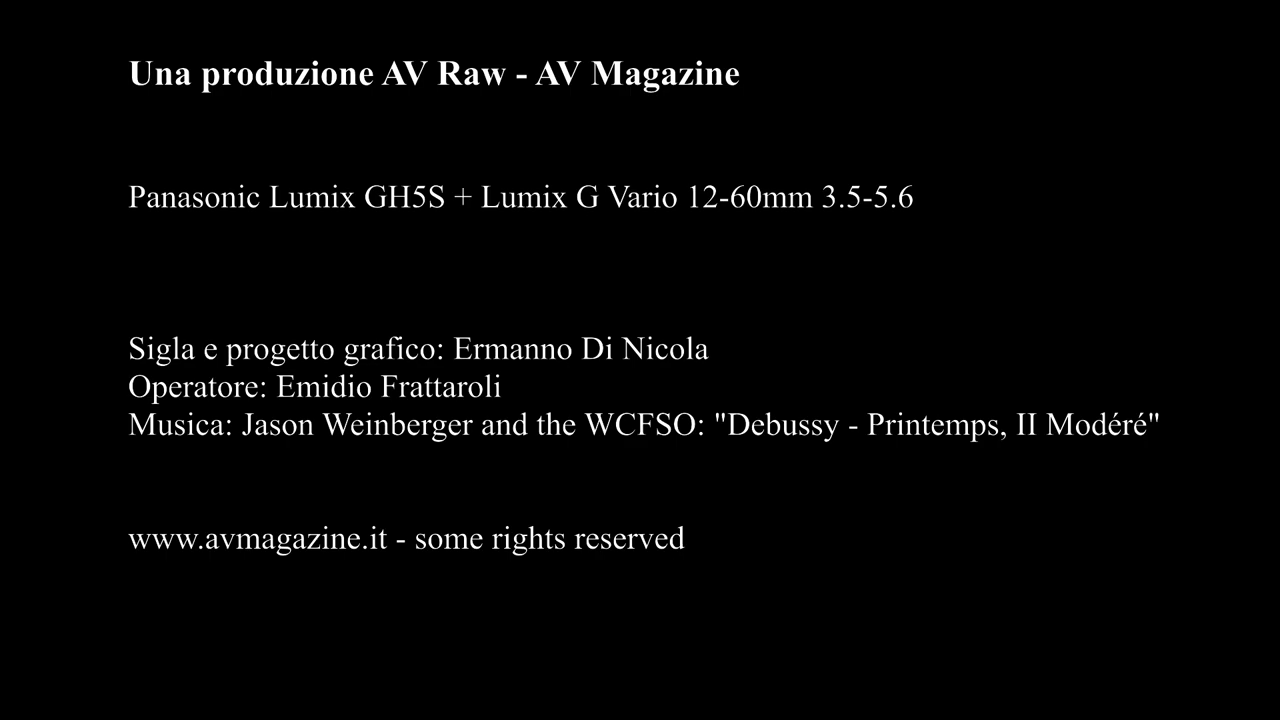 Una produzione AV Raw - AV Magazine
Panasonic Lumix GH5S + Lumix G Vario 12-60mm 3.5-5.6
Sigla e progetto grafico: Ermanno Di Nicola
Operatore: Emidio Frattaroli
Musica: Jason Weinberger and the WCFSO: "Debussy - Printemps, II Modéré"
www.avmagazine.it - some rights reserved